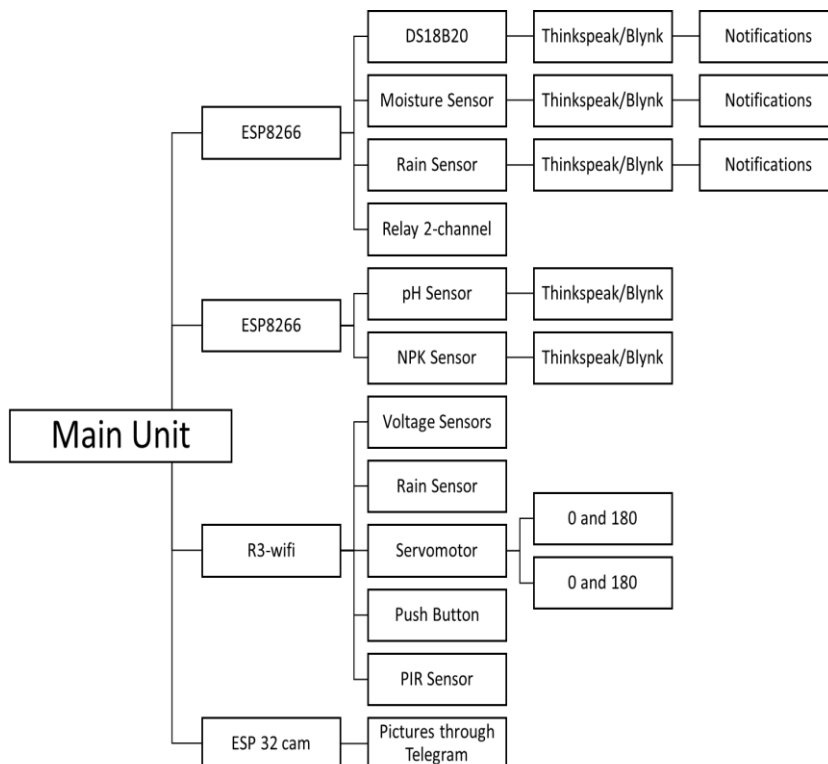 DS18B20 Thinkspeak/Blynk Notifications
Moisture Sensor Thinkspeak/Blynk Notifications
ESP8266
Rain Sensor Thinkspeak/Blynk Notifications
Relay 2-channel
pH Sensor Thinkspeak/Blynk
ESP8266
NPK Sensor Thinkspeak/Blynk
Voltage Sensors
Main Unit
Rain Sensor
0 and 180
R3-wifi Servomotor
0 and 180
Push Button
PIR Sensor
ESP 32 cam
Pictures through
Telegram